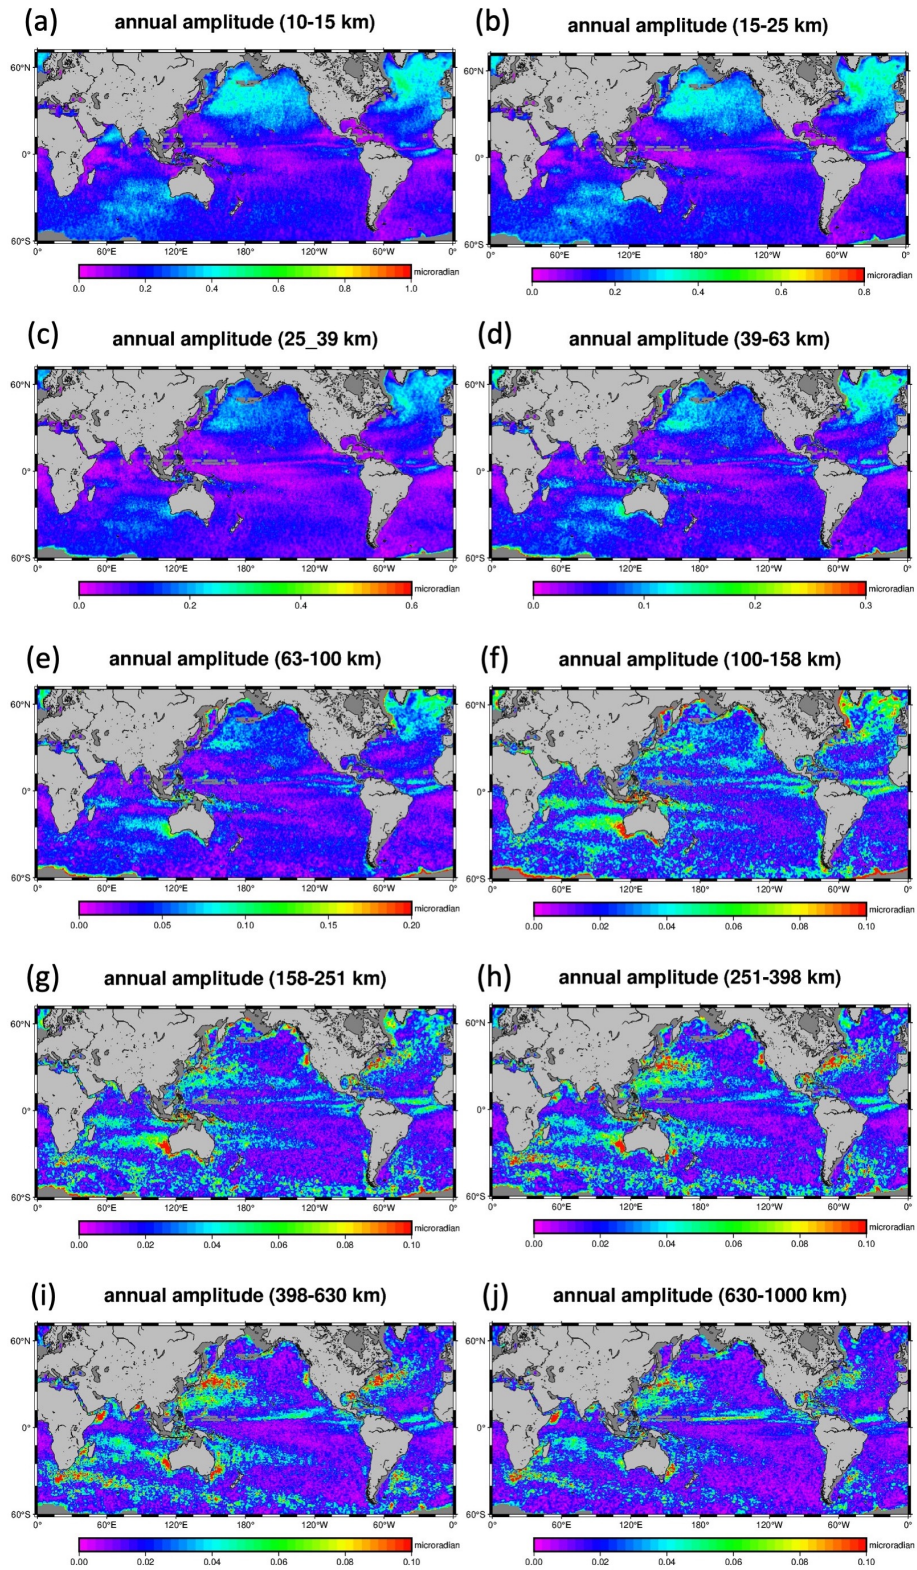 (a) annual amplitude (10-15 km)
60°N
0°
60°S
0° 60°E 120°E 180° 120°W 60°W 0°
microradian
0.0 0.2 0.4 0.6 0.8 1.0
(b) annual amplitude (15-25 km)
60°N
0°
60°S
0° 60°E 120°E 180° 120°W 60°W 0°
microradian
0.0 0.2 0.4 0.6 0.8
(c) annual amplitude (25_39 km)
60°N
0°
60°S
0° 60°E 120°E 180° 120°W 60°W 0°
microradian
0.0 0.2 0.4 0.6
(d) annual amplitude (39-63 km)
60°N
0°
60°S
0° 60°E 120°E 180° 120°W 60°W 0°
microradian
0.0 0.1 0.2 0.3
(e) annual amplitude (63-100 km)
60°N
0°
60°S
0° 60°E 120°E 180° 120°W 60°W 0°
microradian
0.00 0.05 0.10 0.15 0.20
(f) annual amplitude (100-158 km)
60°N
0°
60°S
0° 60°E 120°E 180° 120°W 60°W 0°
microradian
0.00 0.02 0.04 0.06 0.08 0.10
(g) annual amplitude (158-251 km)
60°N
0°
60°S
0° 60°E 120°E 180° 120°W 60°W 0°
microradian
0.00 0.02 0.04 0.06 0.08 0.10
(h) annual amplitude (251-398 km)
60°N
0°
60°S
0° 60°E 120°E 180° 120°W 60°W 0°
microradian
0.00 0.02 0.04 0.06 0.08 0.10
(i) annual amplitude (398-630 km)
60°N
0°
60°S
0° 60°E 120°E 180° 120°W 60°W 0°
microradian
0.00 0.02 0.04 0.06 0.08 0.10
(j) annual amplitude (630-1000 km)
60°N
0°
60°S
0° 60°E 120°E 180° 120°W 60°W 0°
microradian
0.00 0.02 0.04 0.06 0.08 0.10